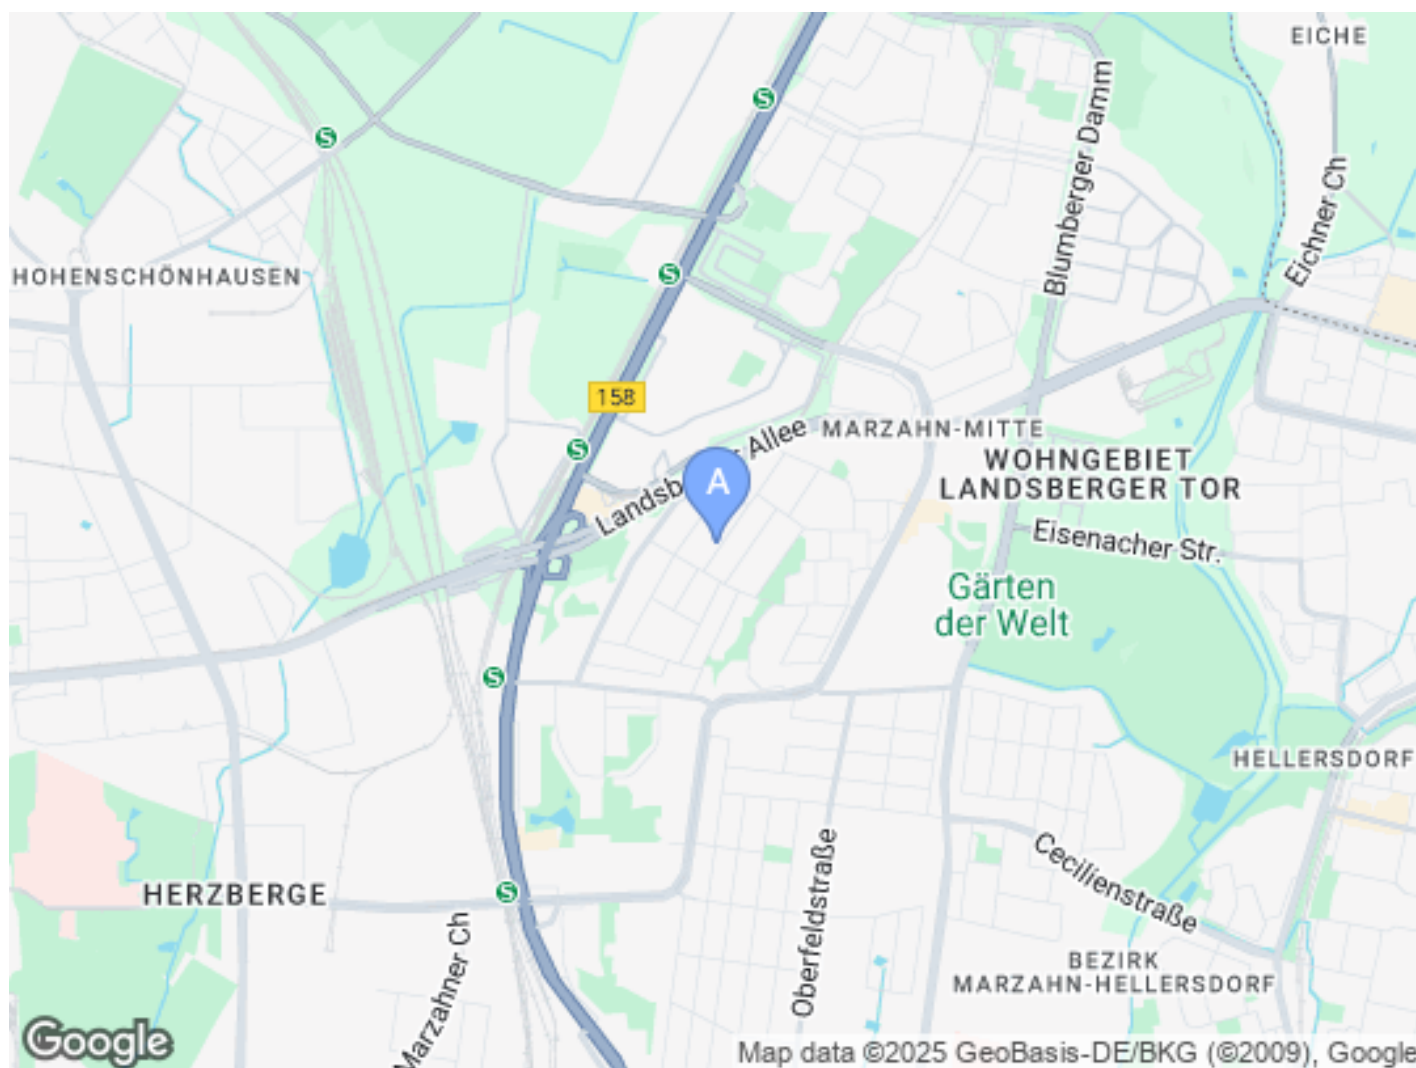 EICHE
S
S
Blumberger Damm
Eichner Ch
HOHENSCHÖNHAUSEN
S
158
Landsb
r Allee
MARZAHN-MITTE
S
A
WOHNGEBIET
LANDSBERGER TOR
Eisenacher Str.
Gärten
der Welt
S
HELLERSDORF
Cecilienstraße
Oberfeldstraße
HERZBERGE
S
Marzahner Ch
BEZIRK
MARZAHN-HELLERSDORF
Google
Map data ©2025 GeoBasis-DE/BKG (©2009), Google